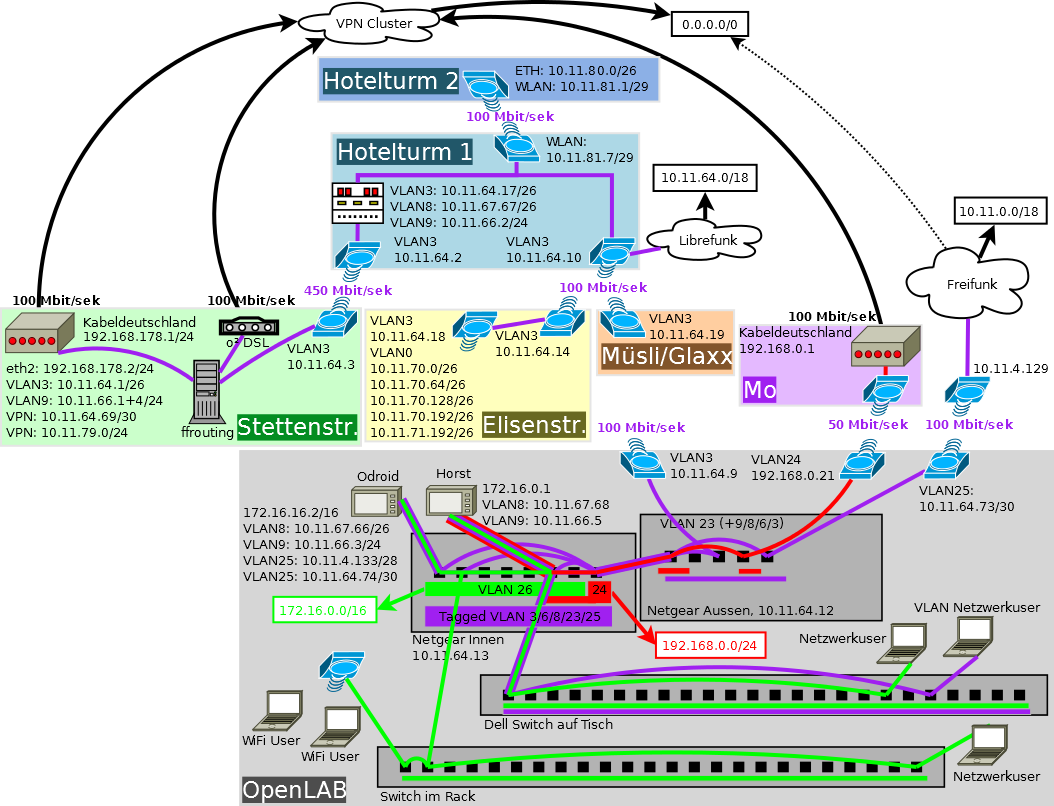 VPN Cluster
0.0.0.0/0
Hotelturm 2
ETH: 10.11.80.0/26
WLAN: 10.11.81.1/29
100 Mbit/sek
Hotelturm 1
WLAN:
10.11.81.7/29
VLAN3: 10.11.64.17/26
VLAN8: 10.11.67.67/26
VLAN9: 10.11.66.2/24
VLAN3
10.11.64.2
VLAN3
10.11.64.10
10.11.64.0/18
Librefunk
10.11.0.0/18
Freifunk
100 Mbit/sek
100 Mbit/sek
450 Mbit/sek
100 Mbit/sek
100 Mbit/sek
Kabeldeutschland
192.168.178.1/24
o² DSL
VLAN3
10.11.64.3
eth2: 192.168.178.2/24
VLAN3: 10.11.64.1/26
VLAN9: 10.11.66.1+4/24
VPN: 10.11.64.69/30
VPN: 10.11.79.0/24
ffrouting
Stettenstr.
VLAN3
10.11.64.18
VLAN0
10.11.70.0/26
10.11.70.64/26
10.11.70.128/26
10.11.70.192/26
10.11.71.192/26
VLAN3
10.11.64.14
Elisenstr.
VLAN3
10.11.64.19
Müsli/Glaxx
Kabeldeutschland
192.168.0.1
Mo
10.11.4.129
100 Mbit/sek
50 Mbit/sek
100 Mbit/sek
VLAN3
10.11.64.9
VLAN24
192.168.0.21
VLAN25:
10.11.64.73/30
Odroid
Horst
172.16.0.1
VLAN8: 10.11.67.68
VLAN9: 10.11.66.5
172.16.16.2/16
VLAN8: 10.11.67.66/26
VLAN9: 10.11.66.3/24
VLAN25: 10.11.4.133/28
VLAN25: 10.11.64.74/30
VLAN 23 (+9/8/6/3)
VLAN 26
24
Tagged VLAN 3/6/8/23/25
172.16.0.0/16
Netgear Aussen, 10.11.64.12
Netgear Innen
10.11.64.13
192.168.0.0/24
VLAN Netzwerkuser
Netzwerkuser
Dell Switch auf Tisch
WiFi User
WiFi User
Netzwerkuser
OpenLAB
Switch im Rack